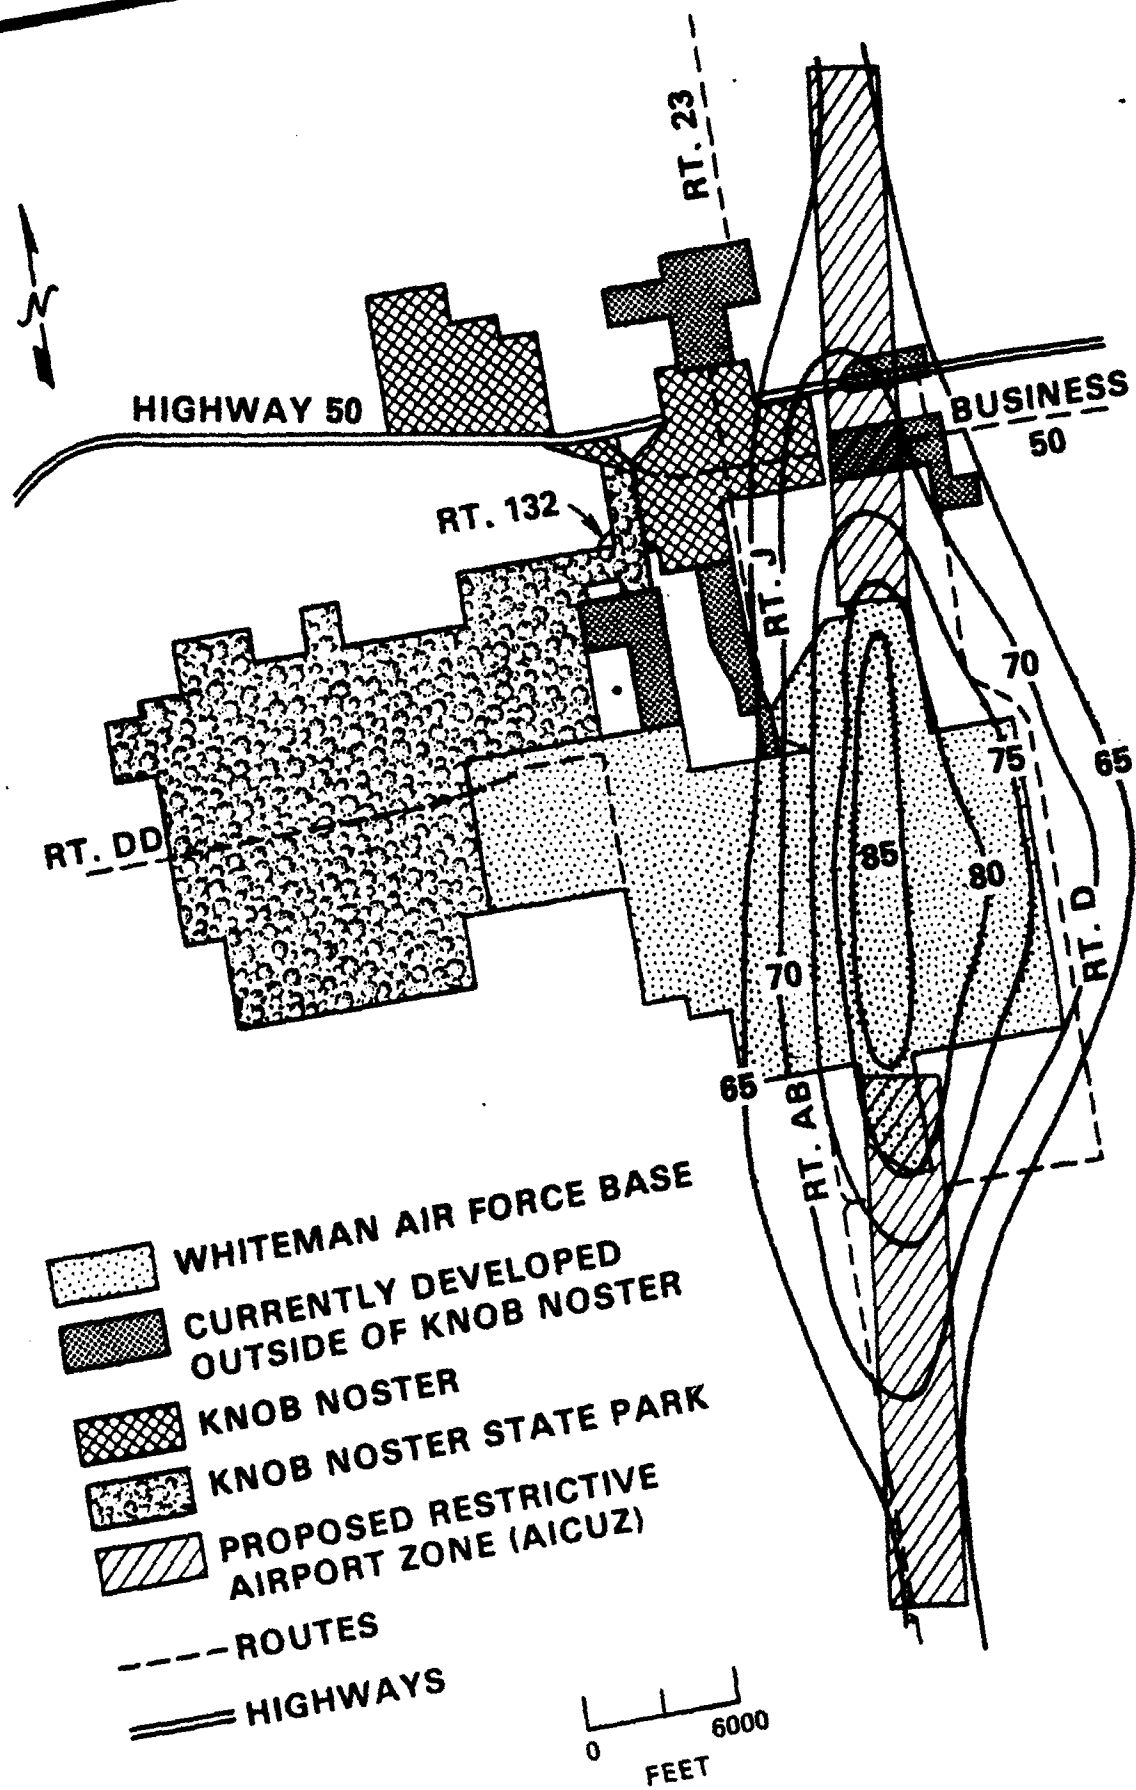 RT. 23
N
HIGHWAY 50
BUSINESS
50
RT. 132
RT. J
70
75
65
RT. DD
85
80
RT. D
70
65
RT. AB
WHITEMAN AIR FORCE BASE
CURRENTLY DEVELOPED
OUTSIDE OF KNOB NOSTER
KNOB NOSTER
KNOB NOSTER STATE PARK
PROPOSED RESTRICTIVE
AIRPORT ZONE (AICUZ)
ROUTES
HIGHWAYS
0
6000
FEET